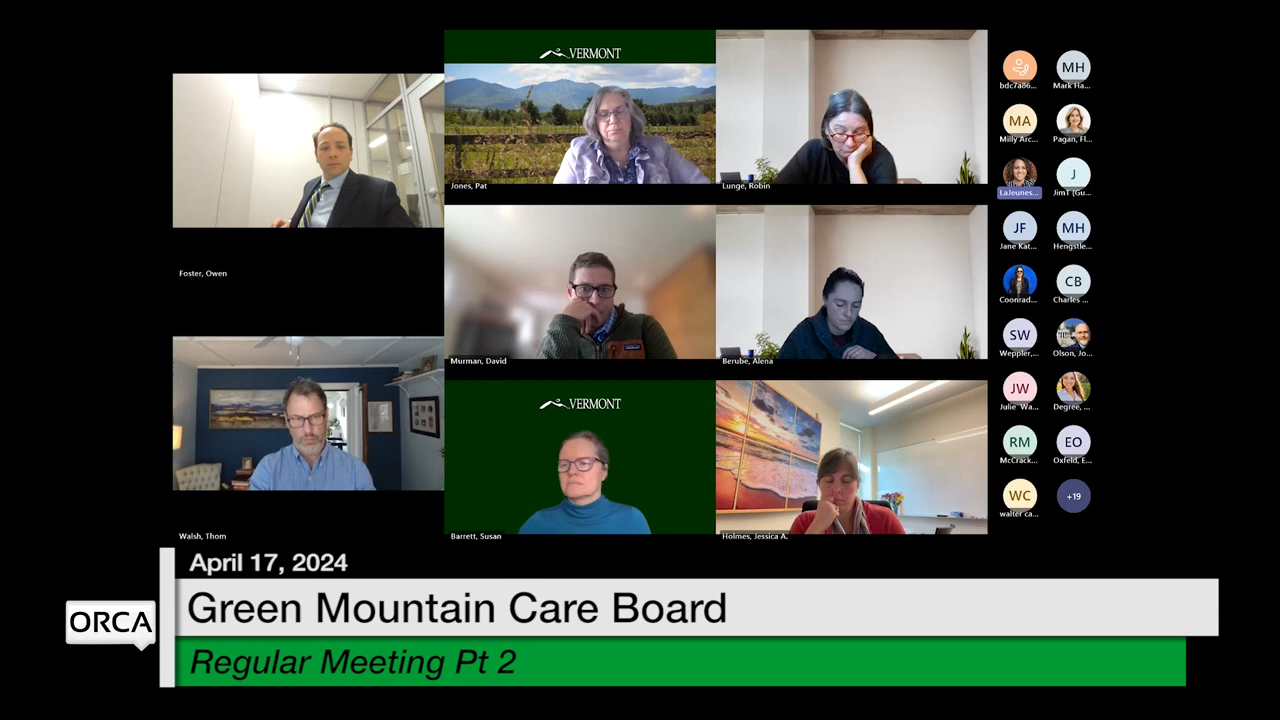 VERMONT
Jones, Pat
Lunge, Robin
Foster, Owen
Murman, David
Berube, Alena
VERMONT
Walsh, Thom
Barrett, Susan
Holmes, Jessica A.
bdc7a86...
MH
Mark Ha...
MA
Milly Arc...
Pagan, Fl...
LaJeunes...
J
JimT (Gu...
JF
Jane Kat...
MH
Hengstle...
Coonrad...
CB
Charles ...
SW
Weppler,...
Olson, Jo...
JW
Julie "Wa...
Degree, ...
RM
McCrack...
EO
Oxfeld, E...
WC
walter ca...
+19
April 17, 2024
ORCA
Green Mountain Care Board
Regular Meeting Pt 2